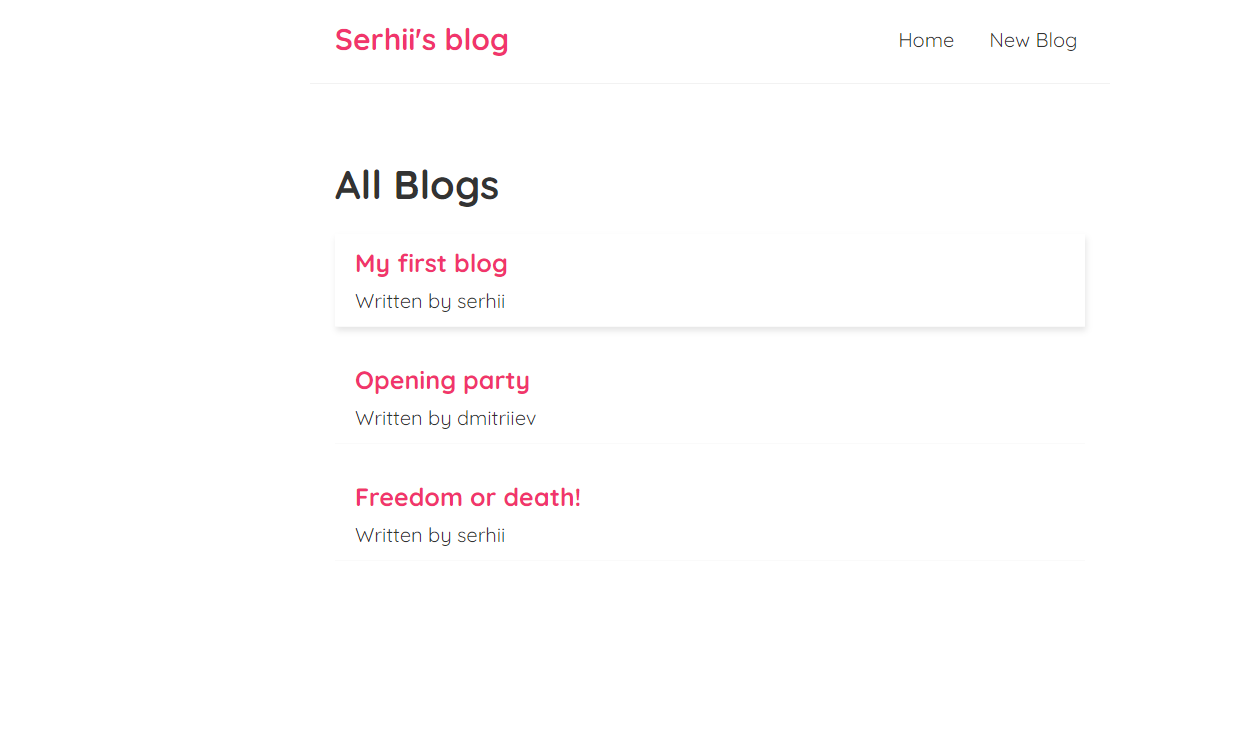 Serhii's blog
Home New Blog
All Blogs
My first blog
Written by serhii
Opening party
Written by dmitriiev
Freedom or death!
Written by serhii